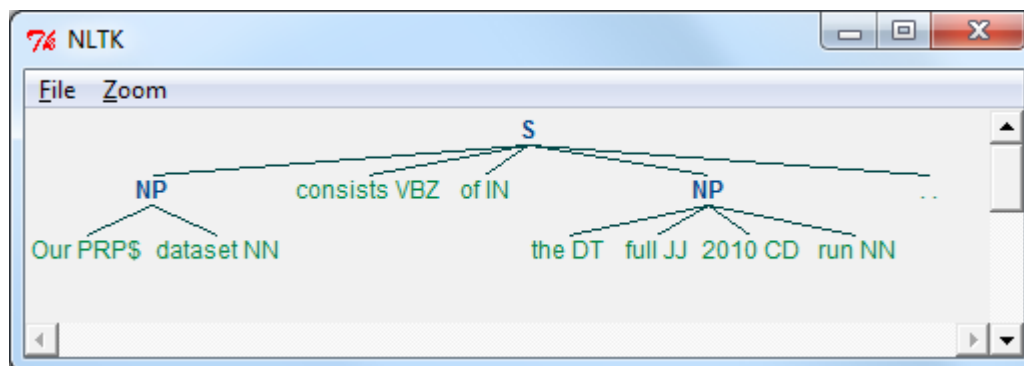 NLTK
File Zoom
S
NP consists VBZ of IN NP . .
Our PRP$ dataset NN the DT full JJ 2010 CD run NN